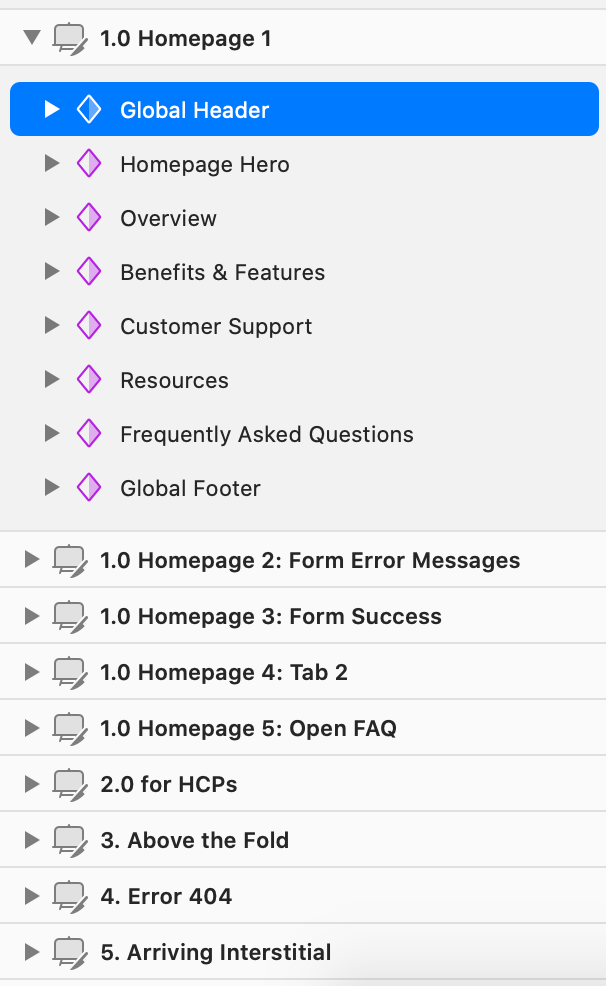 1.0 Homepage 1
Global Header
Homepage Hero
Overview
Benefits & Features
Customer Support
Resources
Frequently Asked Questions
Global Footer
1.0 Homepage 2: Form Error Messages
1.0 Homepage 3: Form Success
1.0 Homepage 4: Tab 2
1.0 Homepage 5: Open FAQ
2.0 for HCPs
3. Above the Fold
4. Error 404
5. Arriving Interstitial